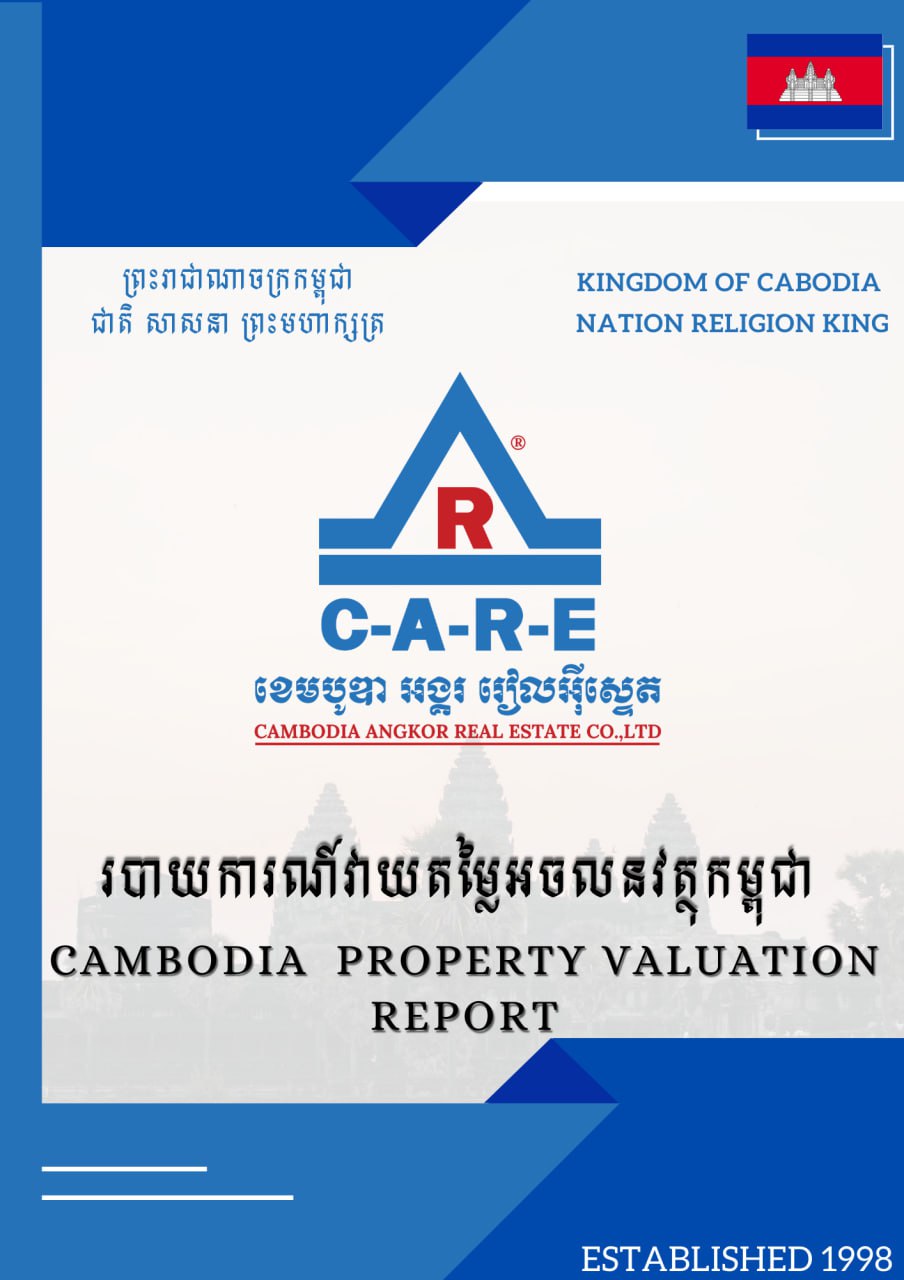 ព្រះរាជាណាចក្រកម្ពុជា
ជាតិ សាសនា ព្រះមហាក្សត្រ
KINGDOM OF CABODIA
NATION RELIGION KING
®
R
C-A-R-E
ខេមបូឌា អង្គរ រៀលអ៊ីស្ទេត
CAMBODIA ANGKOR REAL ESTATE CO.,LTD
របាយការណ៍វាយតម្លៃអចលនវត្ថុកម្ពុជា
CAMBODIA PROPERTY VALUATION
REPORT
ESTABLISHED 1998